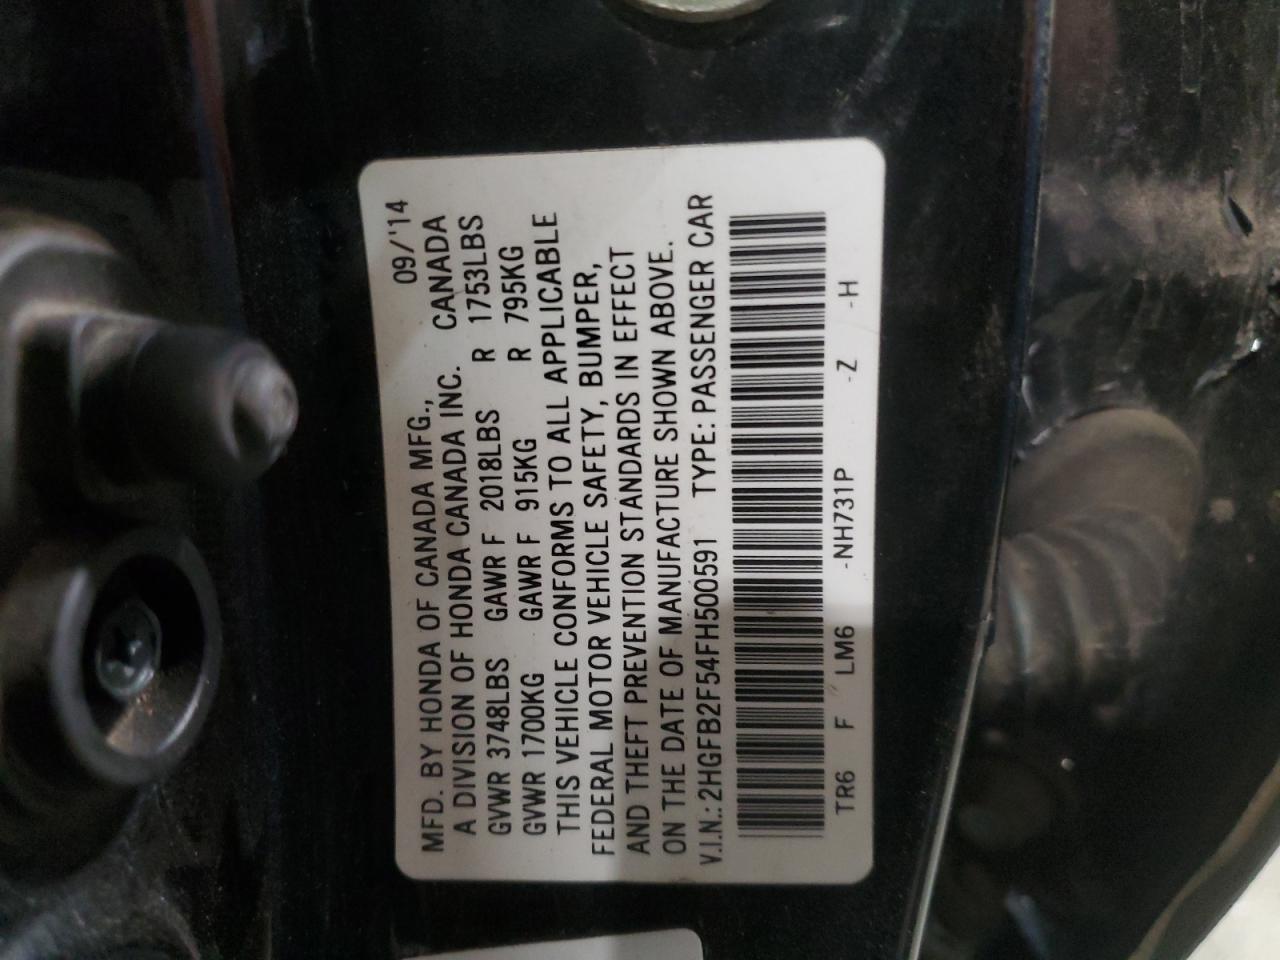 09/'14
MFD. BY HONDA OF CANADA MFG.,
A DIVISION OF HONDA CANADA INC. CANADA
GVWR 3748LBS GAWR F 2018LBS R 1753LBS
GVWR 1700KG GAWR F 915KG R 795KG
THIS VEHICLE CONFORMS TO ALL APPLICABLE
FEDERAL MOTOR VEHICLE SAFETY, BUMPER,
AND THEFT PREVENTION STANDARDS IN EFFECT
ON THE DATE OF MANUFACTURE SHOWN ABOVE.
V.I.N.: 2HGFB2F54FH500591 TYPE: PASSENGER CAR
TR6 F LM6 -NH731P -Z -H